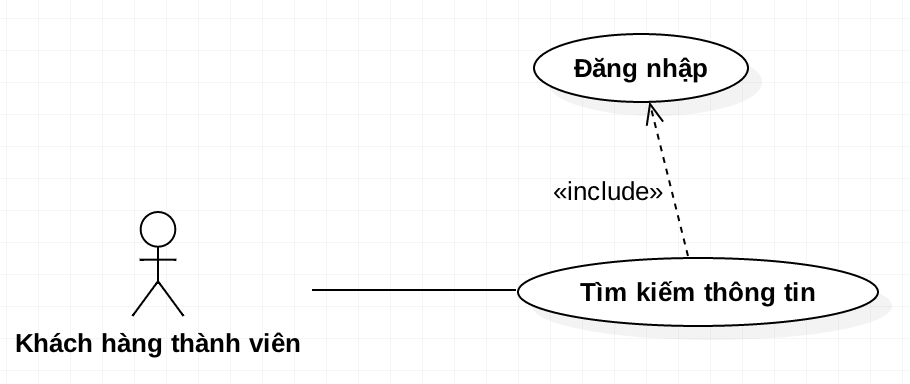 Đăng nhập
«include»
Tìm kiếm thông tin
Khách hàng thành viên